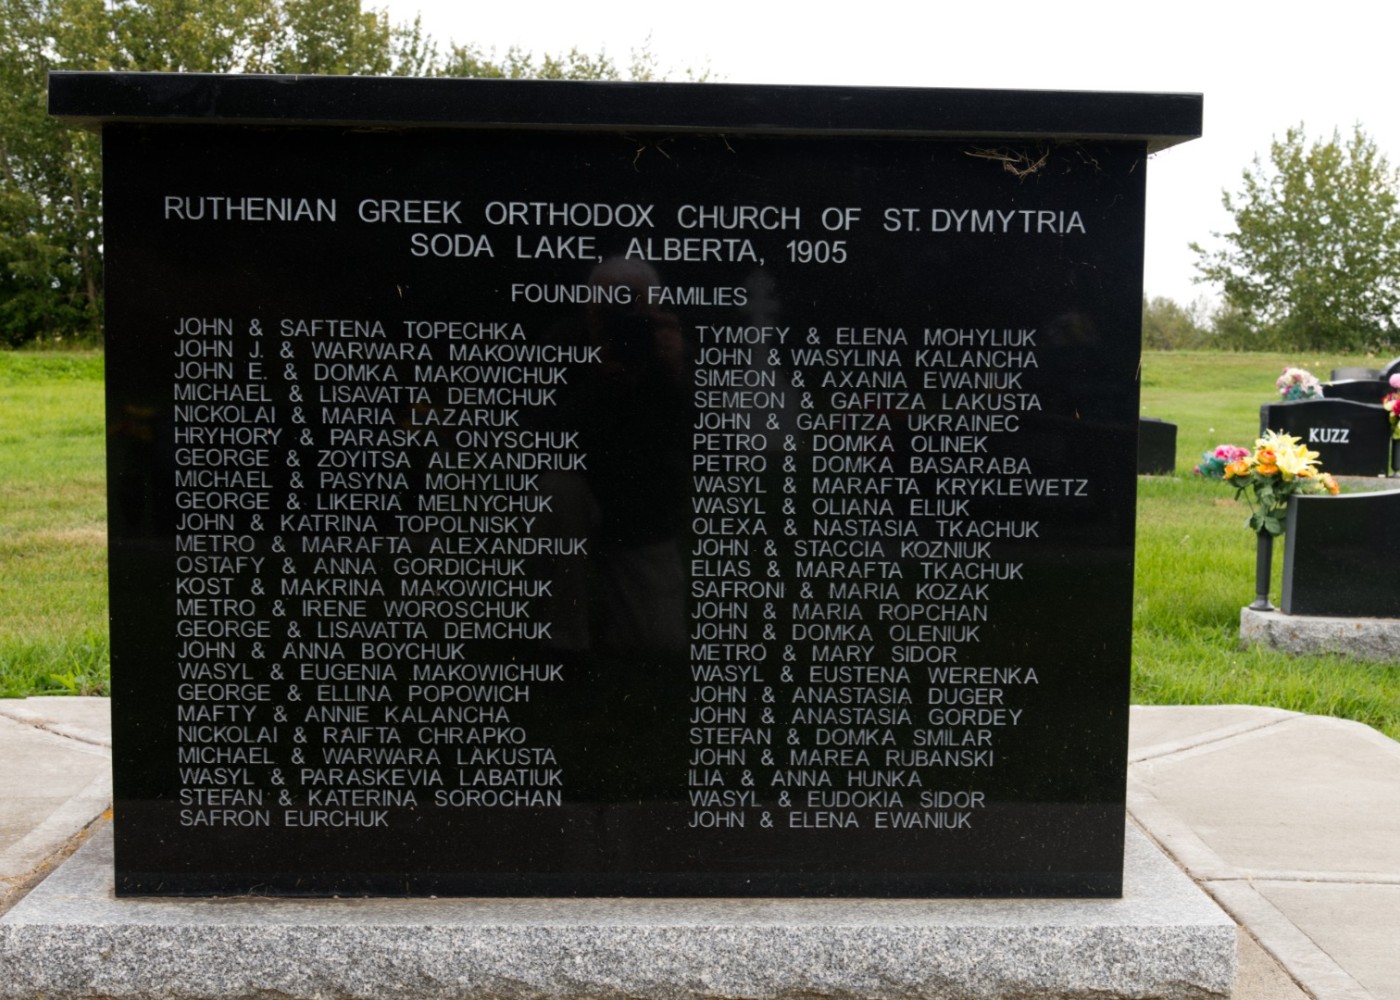 RUTHENIAN GREEK ORTHODOX CHURCH OF ST. DYMYTRIA
SODA LAKE, ALBERTA, 1905
FOUNDING FAMILIES
JOHN & SAFTENA TOPECHKA
JOHN J. & WARWARA MAKOWICHUK
JOHN E. & DOMKA MAKOWICHUK
MICHAEL & LISAVATTA DEMCHUK
NICKOLAI & MARIA LAZARUK
HRYHORY & PARASKA ONYSCHUK
GEORGE & ZOYITSA ALEXANDRIUK
MICHAEL & PASYNA MOHYLIUK
GEORGE & LIKERIA MELNYCHUK
JOHN & KATRINA TOPOLNISKY
METRO & MARAFTA ALEXANDRIUK
OSTAFY & ANNA GORDICHUK
KOST & MAKRINA MAKOWICHUK
METRO & IRENE WOROSCHUK
GEORGE & LISAVATTA DEMCHUK
JOHN & ANNA BOYCHUK
WASYL & EUGENIA MAKOWICHUK
GEORGE & ELLINA POPOWICH
MAFTY & ANNIE KALANCHA
NICKOLAI & RAIFTA CHRAPKO
MICHAEL & WARWARA LAKUSTA
WASYL & PARASKEVIA LABATIUK
STEFAN & KATERINA SOROCHAN
SAFRON EURCHUK
TYMOFY & ELENA MOHYLIUK
JOHN & WASYLINA KALANCHA
SIMEON & AXANIA EWANIUK
SEMEON & GAFITZA LAKUSTA
JOHN & GAFITZA UKRAINEC
PETRO & DOMKA OLINEK
PETRO & DOMKA BASARABA
WASYL & MARAFTA KRYKLEWETZ
WASYL & OLIANA ELIUK
OLEXA & NASTASIA TKACHUK
JOHN & STACCIA KOZNIUK
ELIAS & MARAFTA TKACHUK
SAFRONI & MARIA KOZAK
JOHN & MARIA ROPCHAN
JOHN & DOMKA OLENIUK
METRO & MARY SIDOR
WASYL & EUSTENA WERENKA
JOHN & ANASTASIA DUGER
JOHN & ANASTASIA GORDEY
STEFAN & DOMKA SMILAR
JOHN & MAREA RUBANSKI
ILIA & ANNA HUNKA
WASYL & EUDOKIA SIDOR
JOHN & ELENA EWANIUK
KUZZ